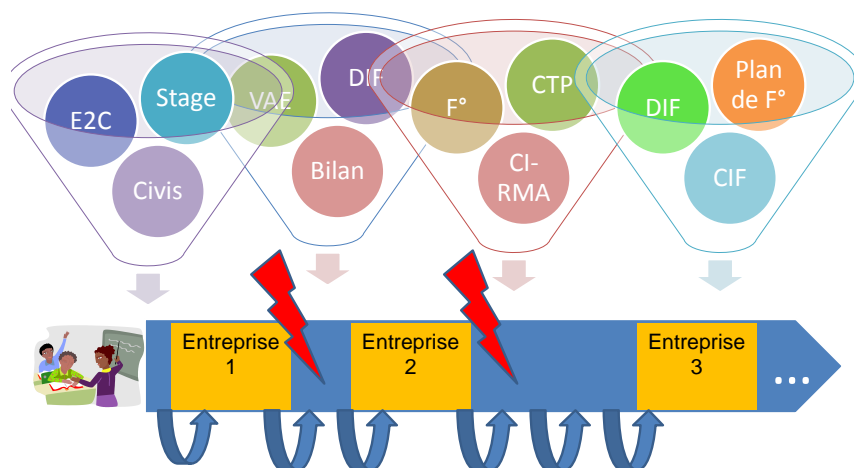 E2C
Stage
Civis
VAE
DIF
Bilan
F°
CTP
CI-
RMA
DIF
Plan
de F°
CIF
Entreprise
1
Entreprise
2
Entreprise
3
...